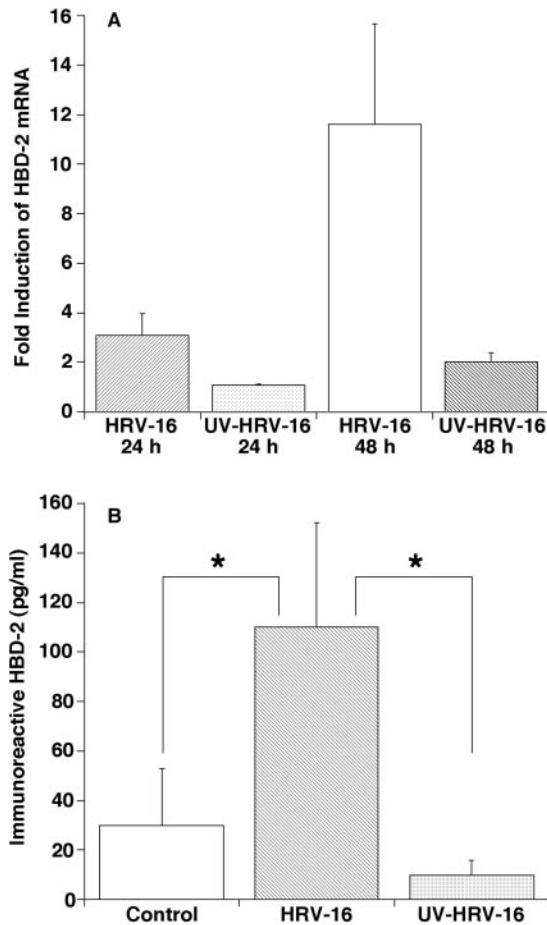 A
Fold Induction of HBD-2 mRNA
16
14
12
10
8
6
4
2
0
HRV-16 UV-HRV-16 HRV-16 UV-HRV-16
24 h 24 h 48 h 48 h
B
Immunoreactive HBD-2 (pg/ml)
160
140
120
100
80
60
40
20
0
* *
Control HRV-16 UV-HRV-16